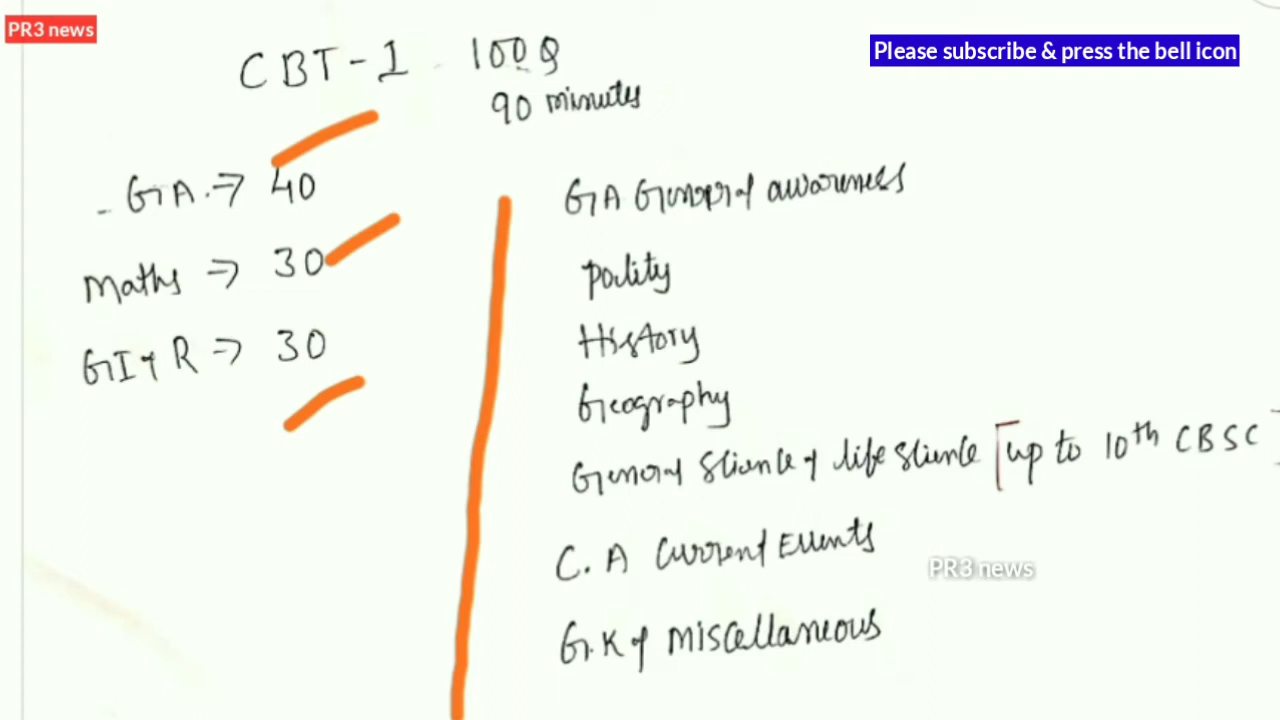 PR3 news
Please subscribe & press the bell icon
CBT-1 100 Q
90 minutes
GA. => 40
Maths => 30
GI & R => 30
GA General awareness
Polity
History
Geography
General Science & life Science [up to 10th CBSC]
C. A Current Events
PR3 news
G.K & Miscellaneous